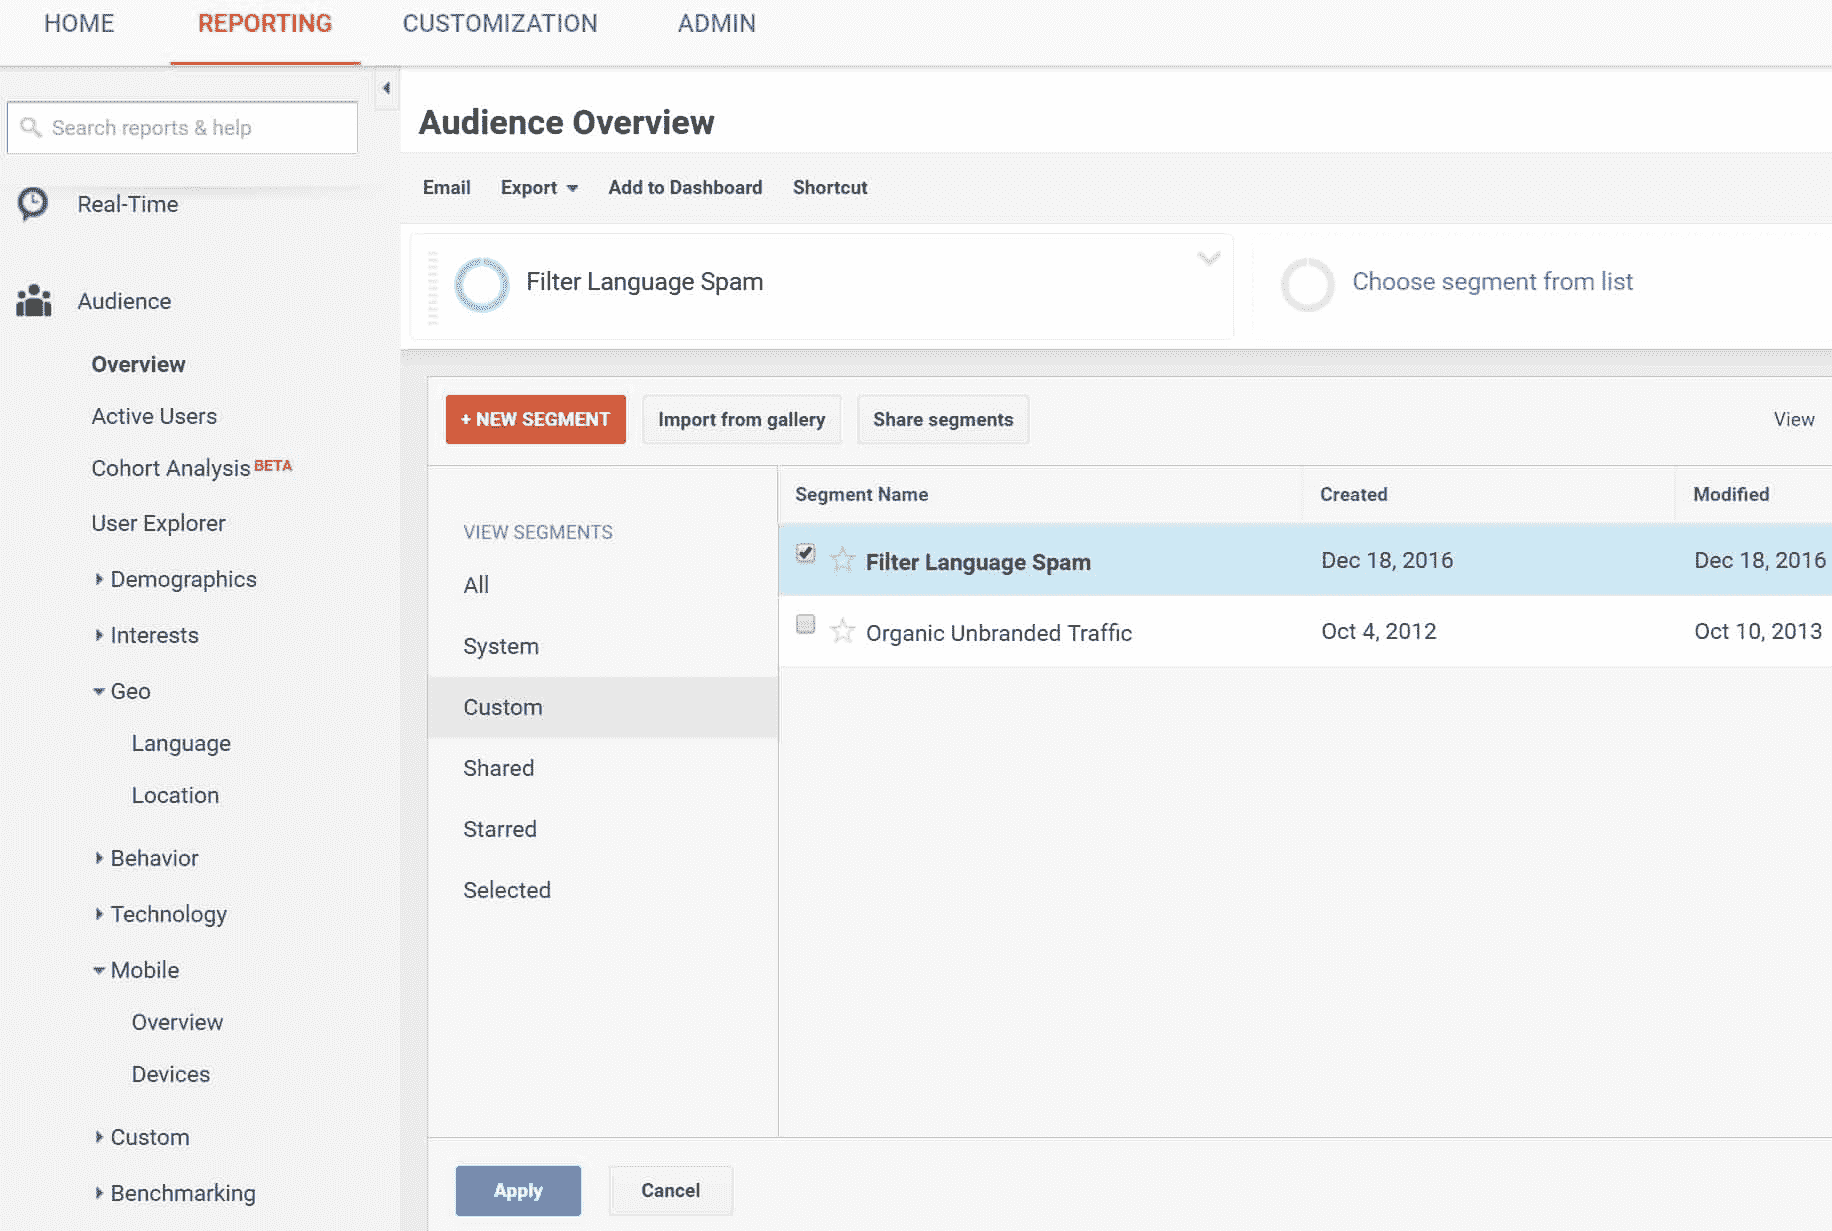 HOME REPORTING CUSTOMIZATION ADMIN
Search reports & help
Real-Time
Audience
Overview
Active Users
Cohort Analysis BETA
User Explorer
Demographics
Interests
Geo
Language
Location
Behavior
Technology
Mobile
Overview
Devices
Custom
Benchmarking
Audience Overview
Email Export Add to Dashboard Shortcut
Filter Language Spam
Choose segment from list
+ NEW SEGMENT Import from gallery Share segments View
VIEW SEGMENTS
All
System
Custom
Shared
Starred
Selected
Segment Name Created Modified
Filter Language Spam Dec 18, 2016 Dec 18, 2016
Organic Unbranded Traffic Oct 4, 2012 Oct 10, 2013
Apply Cancel